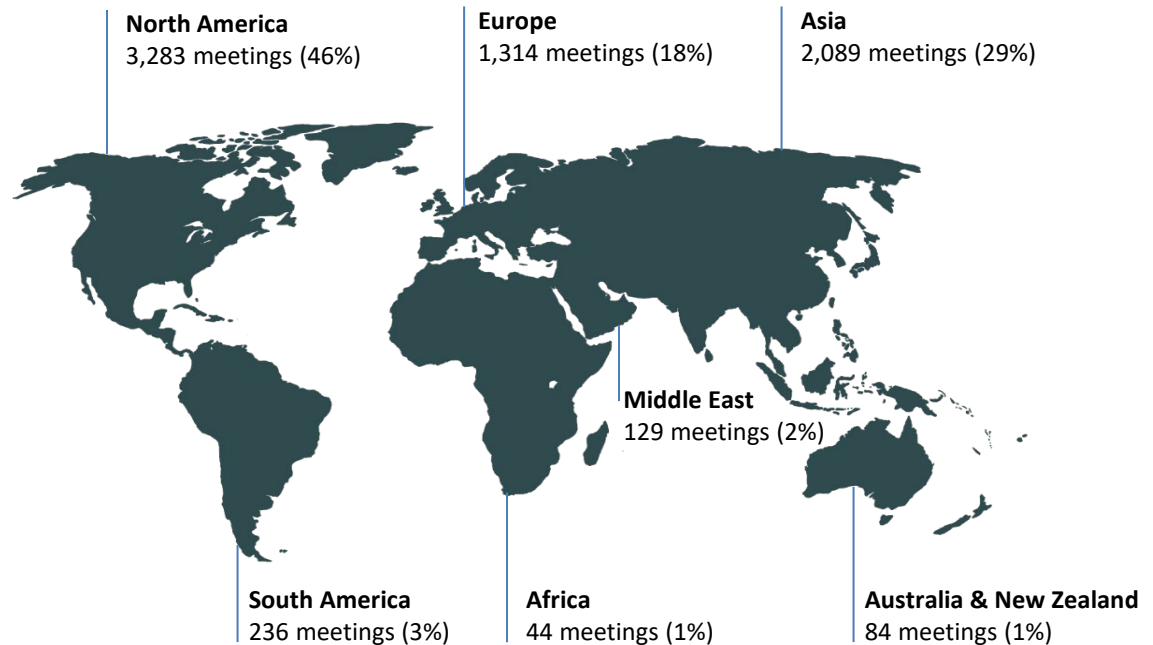 North America
3,283 meetings (46%)
Europe
1,314 meetings (18%)
Asia
2,089 meetings (29%)
Middle East
129 meetings (2%)
South America
236 meetings (3%)
Africa
44 meetings (1%)
Australia & New Zealand
84 meetings (1%)